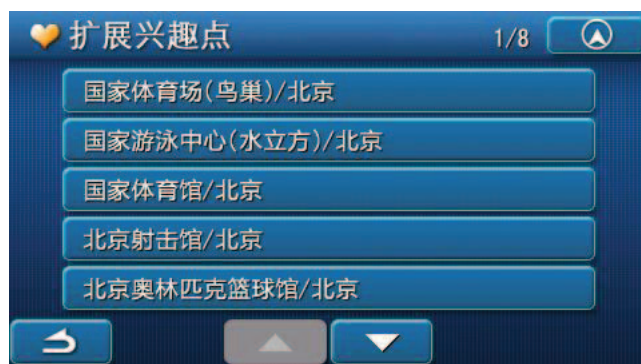 扩展兴趣点 1/8
国家体育场(鸟巢)/北京
国家游泳中心(水立方)/北京
国家体育馆/北京
北京射击馆/北京
北京奥林匹克篮球馆/北京